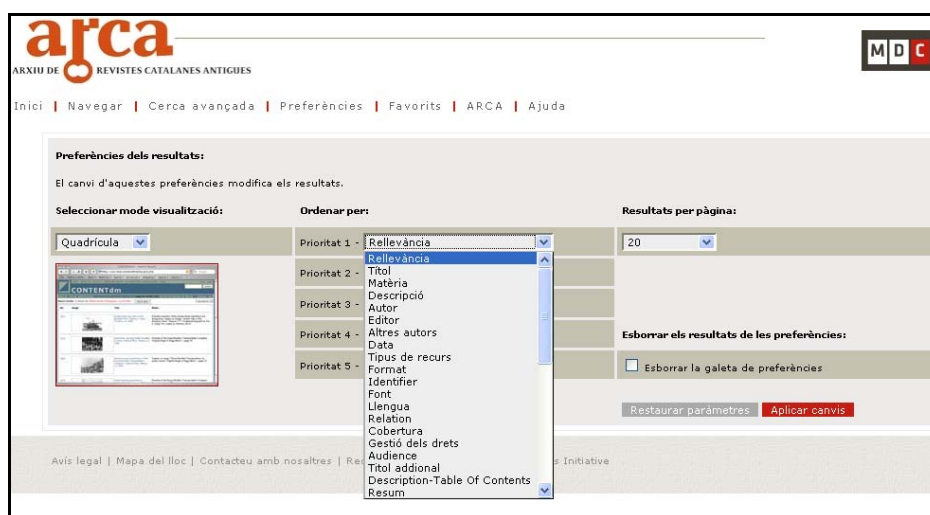 arca
ARXIU DE REVISTES CATALANES ANTIGUES
MDC
Inici | Navegar | Cerca avançada | Preferències | Favorits | ARCA | Ajuda
Preferències dels resultats:
El canvi d'aquestes preferències modifica els resultats.
Seleccionar mode visualització:
Ordenar per:
Resultats per pàgina:
Quadrícula
Prioritat 1 - Rellevància
20
Rellevància
Títol
Matèria
Descripció
Autor
Editor
Altres autors
Data
Tipus de recurs
Format
Identifier
Font
Llengua
Relation
Cobertura
Gestió dels drets
Audience
Títol addional
Description-Table Of Contents
Resum
Prioritat 2 -
Prioritat 3 -
Prioritat 4 -
Prioritat 5 -
CONTENTdm
Esborrar els resultats de les preferències:
Esborrar la galeta de preferències
Restaurar paràmetres
Aplicar canvis
Avís legal | Mapa del lloc | Contacteu amb nosaltres |
Initiative